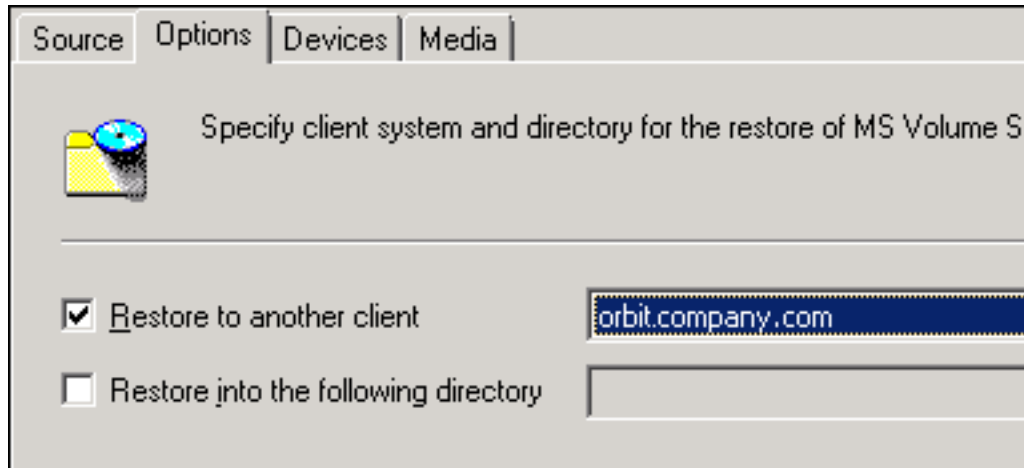 Source Options Devices Media
Specify client system and directory for the restore of MS Volume S
Restore to another client orbit.company.com
Restore into the following directory